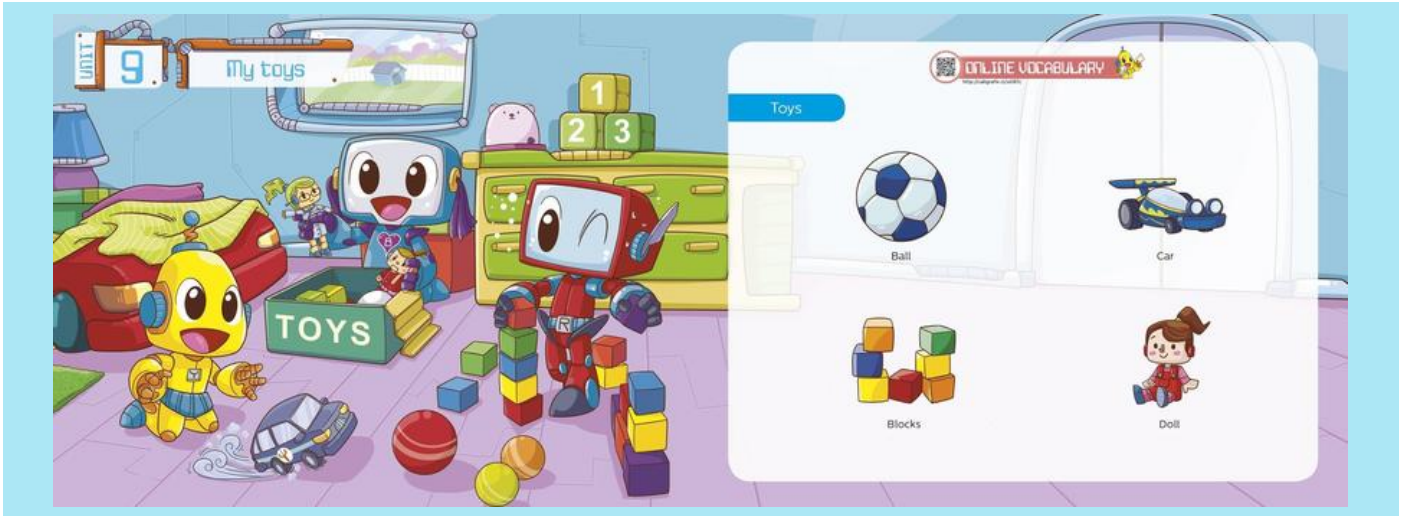 UNIT
9
My toys
1
2 3
TOYS
R
ONLINE VOCABULARY
Toys
Ball
Car
Blocks
Doll